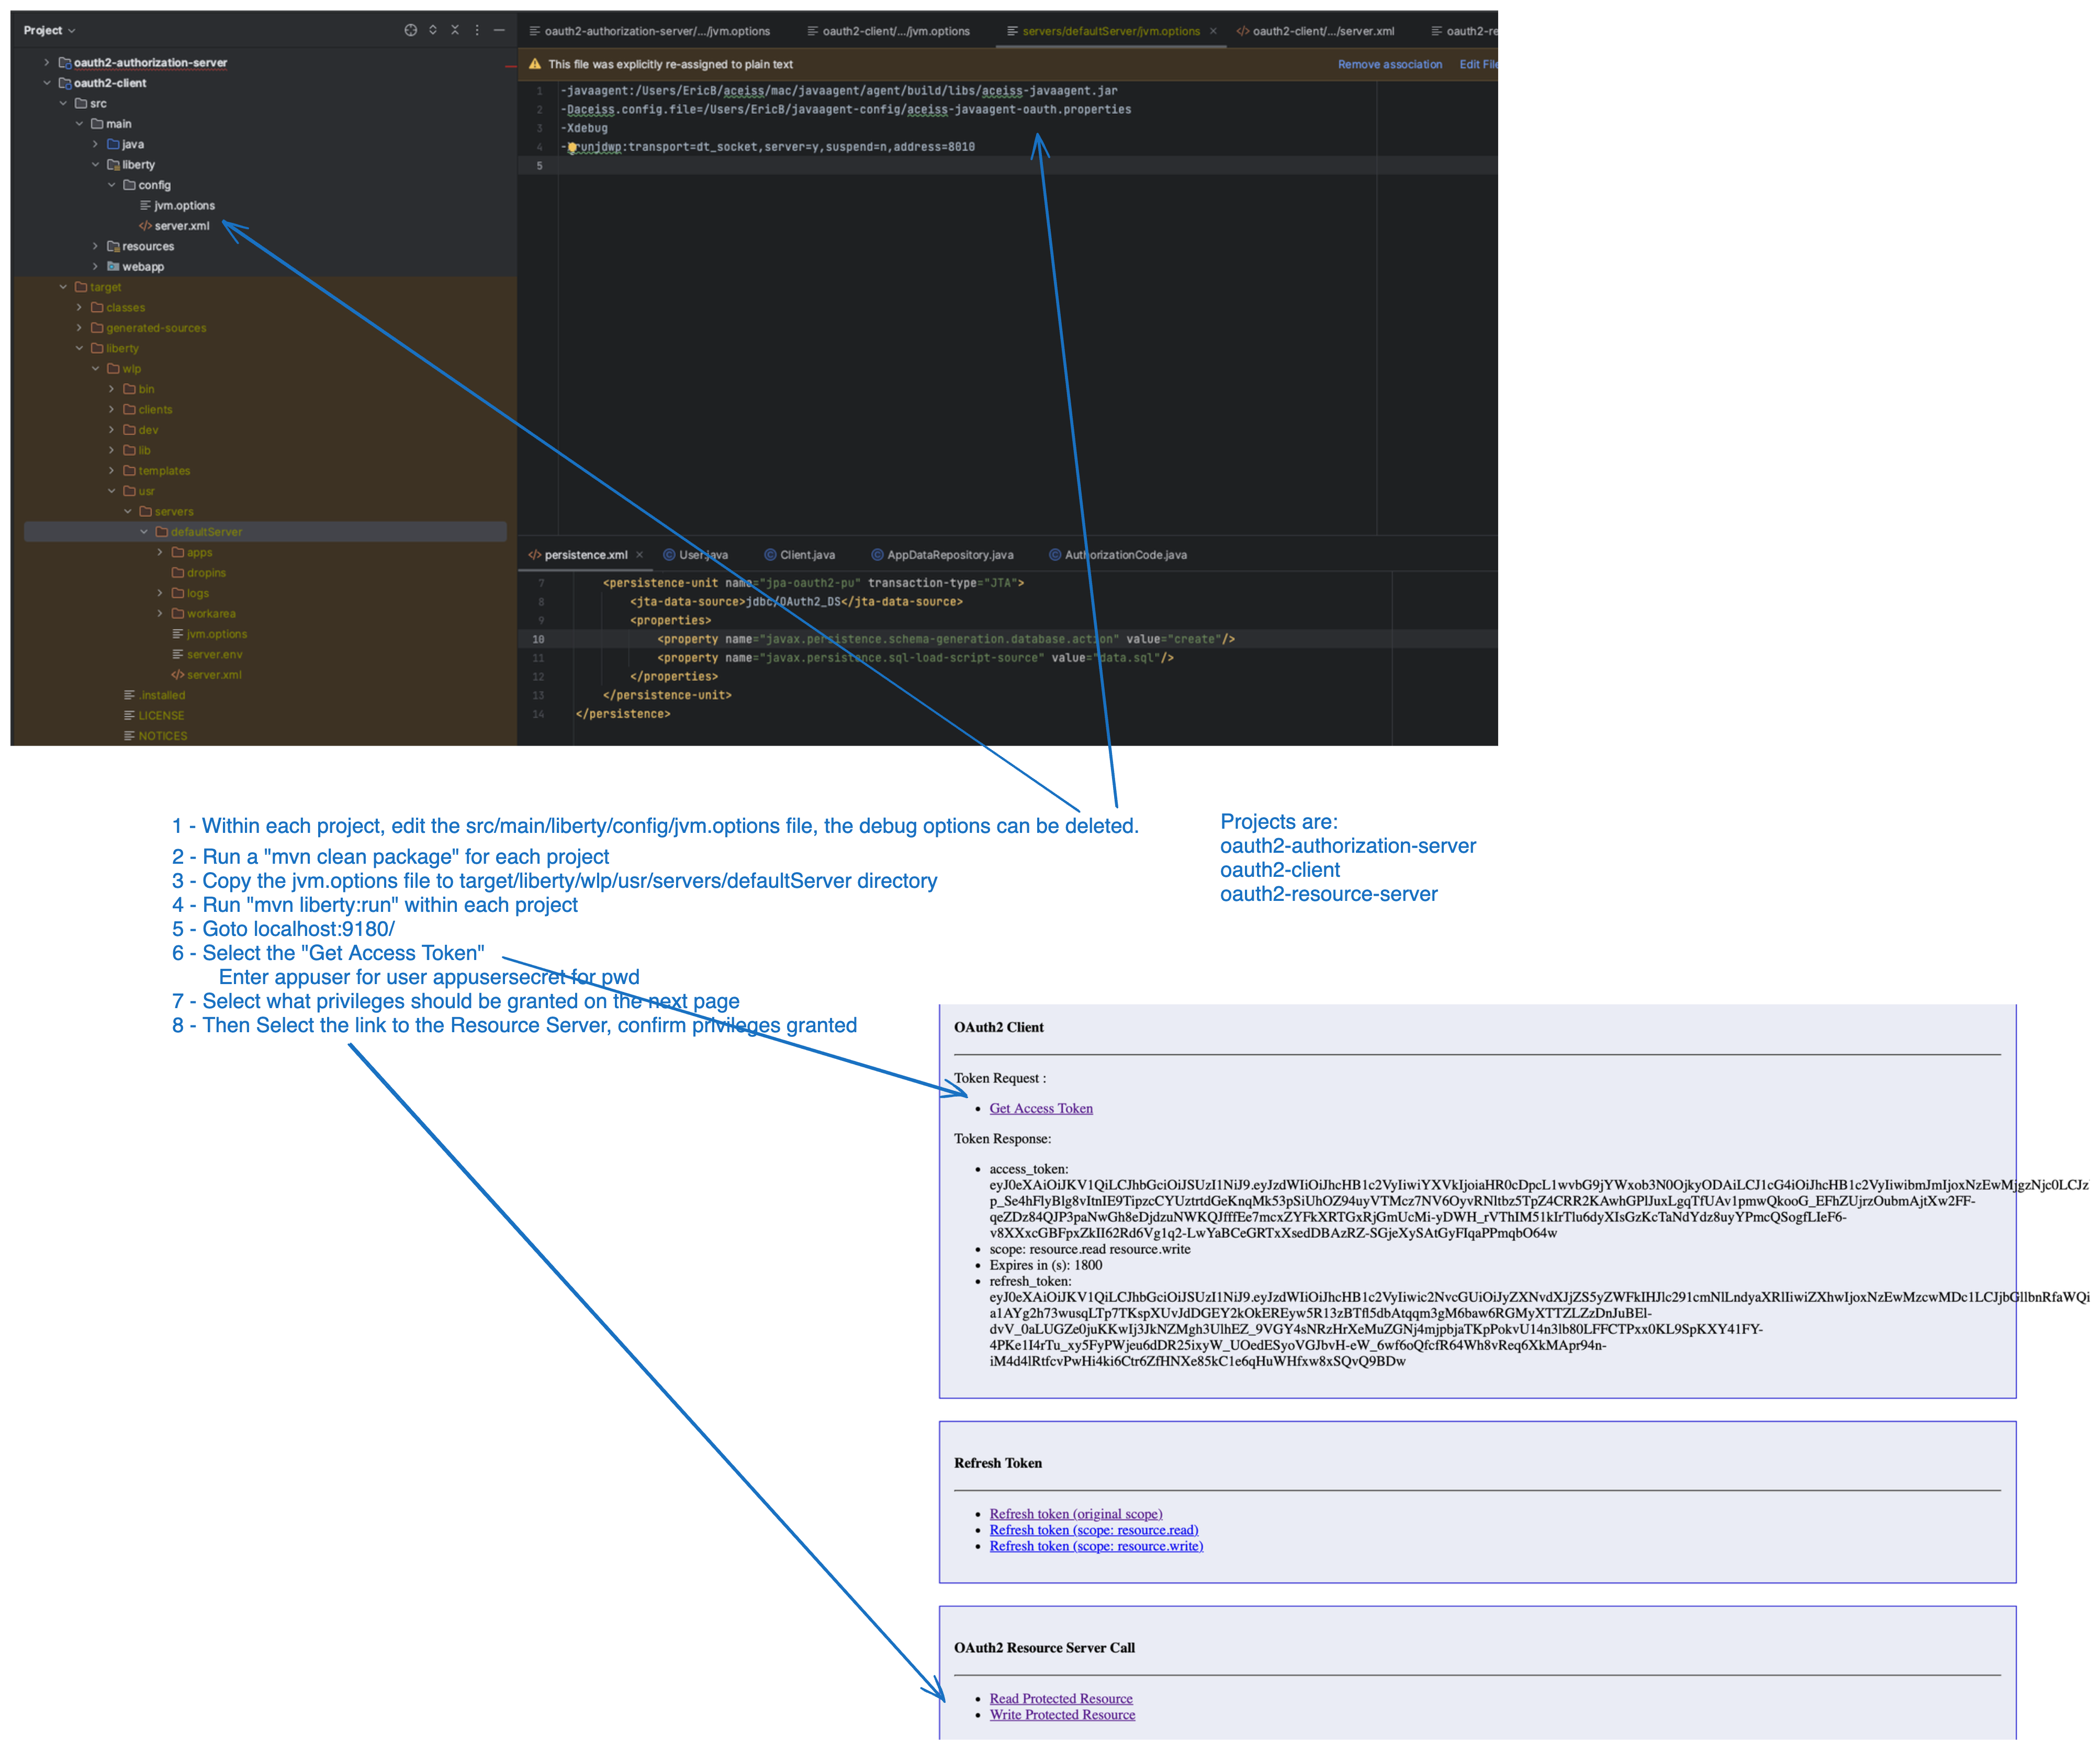 Project
oauth2-authorization-server
oauth2-client
src
main
java
liberty
config
jvm.options
server.xml
resources
webapp
target
classes
generated-sources
liberty
wlp
bin
clients
dev
lib
templates
usr
servers
defaultServer
apps
dropins
logs
workarea
jvm.options
server.env
server.xml
.installed
LICENSE
NOTICES
oauth2-authorization-server/.../jvm.options oauth2-client/.../jvm.options servers/defaultServer/jvm.options oauth2-client/.../server.xml oauth2-re
This file was explicitly re-assigned to plain text Remove association Edit File
1 -javaagent:/Users/EricB/aceiss/mac/javaagent/agent/build/libs/aceiss-javaagent.jar
2 -Daceiss.config.file=/Users/EricB/javaagent-config/aceiss-javaagent-oauth.properties
3 -Xdebug
4 runjdwp:transport=dt_socket,server=y,suspend=n,address=8010
5
persistence.xml User.java Client.java AppDataRepository.java AuthorizationCode.java
7 <persistence-unit name="jpa-oauth2-pu" transaction-type="JTA">
8 <jta-data-source>jdbc/OAuth2_DS</jta-data-source>
9 <properties>
10 <property name="javax.persistence.schema-generation.database.action" value="create"/>
11 <property name="javax.persistence.sql-load-script-source" value="data.sql"/>
12 </properties>
13 </persistence-unit>
14 </persistence>
1 - Within each project, edit the src/main/liberty/config/jvm.options file, the debug options can be deleted.
2 - Run a "mvn clean package" for each project
3 - Copy the jvm.options file to target/liberty/wlp/usr/servers/defaultServer directory
4 - Run "mvn liberty:run" within each project
5 - Goto localhost:9180/
6 - Select the "Get Access Token"
Enter appuser for user appusersecret for pwd
7 - Select what privileges should be granted on the next page
8 - Then Select the link to the Resource Server, confirm privileges granted
Projects are:
oauth2-authorization-server
oauth2-client
oauth2-resource-server
OAuth2 Client
Token Request :
Get Access Token
Token Response:
access_token:
scope: resource.read resource.write
Expires in (s): 1800
refresh_token:
Refresh Token
Refresh token (original scope)
Refresh token (scope: resource.read)
Refresh token (scope: resource.write)
OAuth2 Resource Server Call
Read Protected Resource
Write Protected Resource